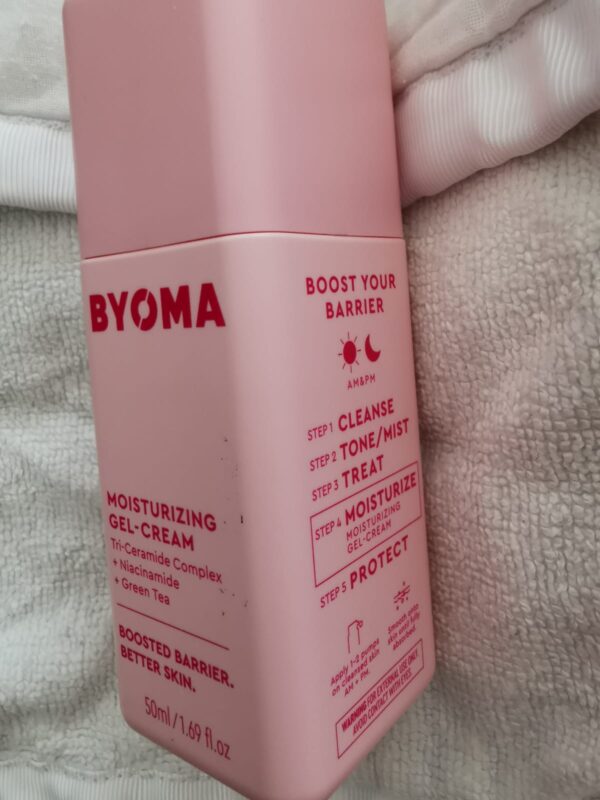 BYOMA
MOISTURIZING
GEL-CREAM
Tri-Ceramide Complex
+ Niacinamide
+ Green Tea
BOOSTED BARRIER.
BETTER SKIN.
50ml/1.69 fl.oz
BOOST YOUR
BARRIER
AM&PM
STEP 1 CLEANSE
STEP 2 TONE/MIST
STEP 3 TREAT
STEP 4 MOISTURIZE
MOISTURIZING
GEL-CREAM
STEP 5 PROTECT
Apply 1-2 pumps
on cleansed skin
AM + PM.
Smooth onto
skin until fully
absorbed.
WARNING FOR EXTERNAL USE ONLY.
AVOID CONTACT WITH EYES.